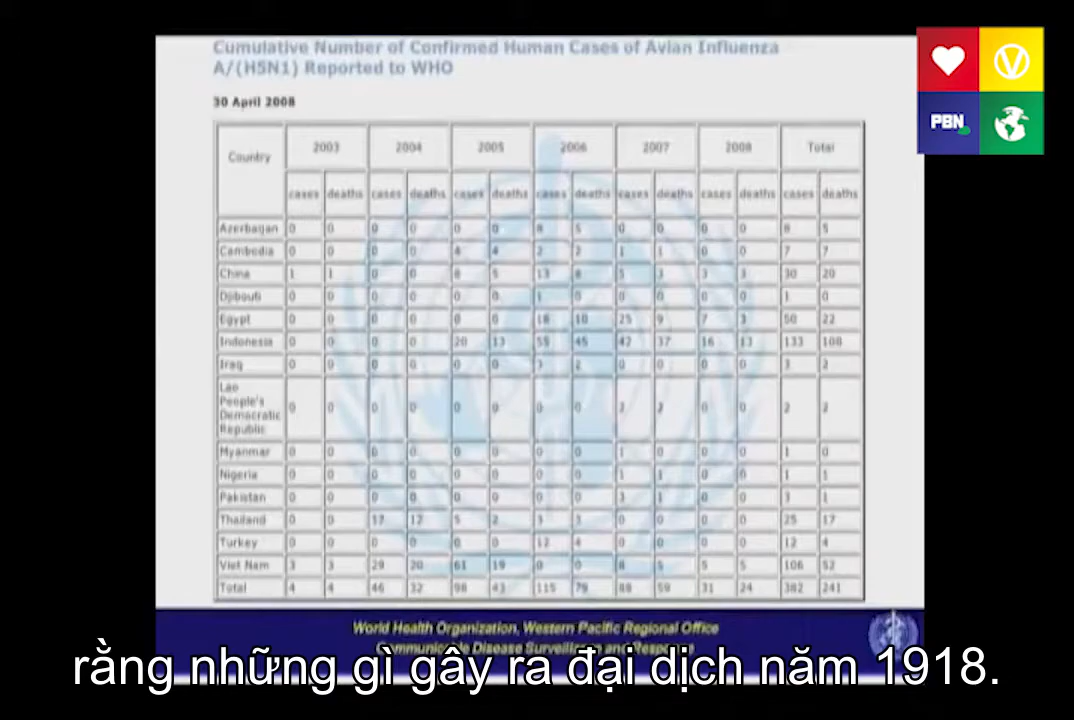 Cumulative Number of Confirmed Human Cases of Avian Influenza
A/(H5N1) Reported to WHO
30 April 2008
Country 2003 2004 2005 2006 2007 2008 Total
cases deaths cases deaths cases deaths cases deaths cases deaths cases deaths cases deaths
Azerbaijan 0 0 0 0 0 0 8 5 0 0 0 0 8 5
Cambodia 0 0 0 0 4 4 2 2 1 1 0 0 7 7
China 1 1 0 0 8 5 13 8 5 3 3 3 30 20
Djibouti 0 0 0 0 0 0 1 0 0 0 0 0 1 0
Egypt 0 0 0 0 0 0 18 10 25 9 7 3 50 22
Indonesia 0 0 0 0 20 13 55 45 42 37 16 13 133 108
Iraq 0 0 0 0 0 0 3 2 0 0 0 0 3 2
Lao
People's
Democratic
Republic 0 0 0 0 0 0 0 0 2 2 0 0 2 2
Myanmar 0 0 0 0 0 0 0 0 1 0 0 0 1 0
Nigeria 0 0 0 0 0 0 0 0 1 1 0 0 1 1
Pakistan 0 0 0 0 0 0 0 0 3 1 0 0 3 1
Thailand 0 0 17 12 5 2 3 3 0 0 0 0 25 17
Turkey 0 0 0 0 0 0 12 4 0 0 0 0 12 4
Viet Nam 3 3 29 20 61 19 0 0 8 5 5 5 106 52
Total 4 4 46 32 98 43 115 79 88 59 31 24 382 241
World Health Organization, Western Pacific Regional Office
Communicable Disease Surveillance and Response
rằng những gì gây ra đại dịch năm 1918.
V
PBN